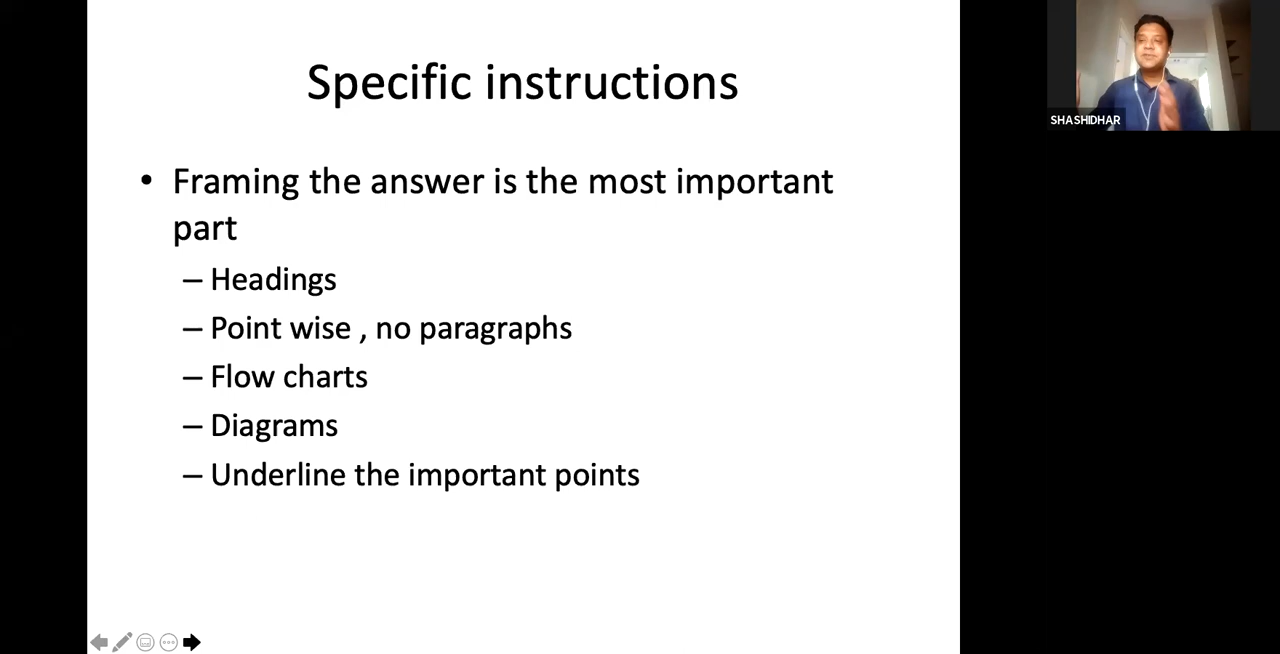 Specific instructions
• Framing the answer is the most important
part
– Headings
– Point wise , no paragraphs
– Flow charts
– Diagrams
– Underline the important points
SHASHIDHAR